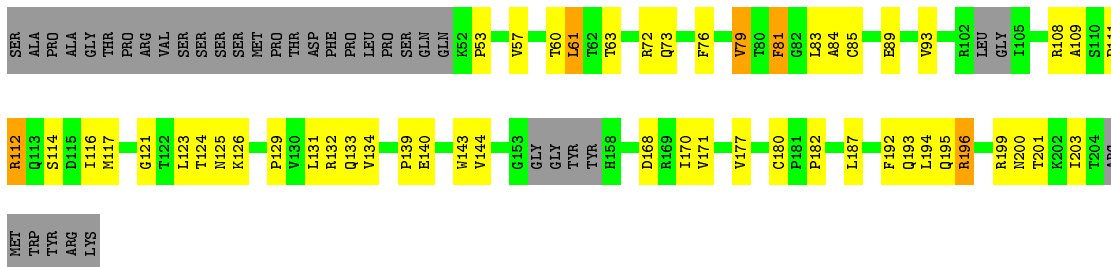 SER ALA PRO ALA GLY THR PRO ARG VAL SER SER SER SER MET PRO THR ASP PHE PRO LEU PRO SER GLN GLN K52 P53 V57 T60 L61 T62 T63 R72 Q73 F76 V79 T80 F81 G82 L83 A84 C85 E89 V93 R102 LEU GLY I105 R108 A109 S110
R112 Q113 S114 D115 I116 M117 G121 T122 L123 T124 N125 K126 P129 V130 L131 R132 Q133 V134 P139 E140 W143 V144 G153 GLY GLY TYR TYR H158 D168 R169 I170 V171 V177 C180 P181 P182 L187 F192 Q193 L194 Q195 R196 R199 N200 T201 K202 I203 T204 ARG
MET TRP TYR ARG LYS